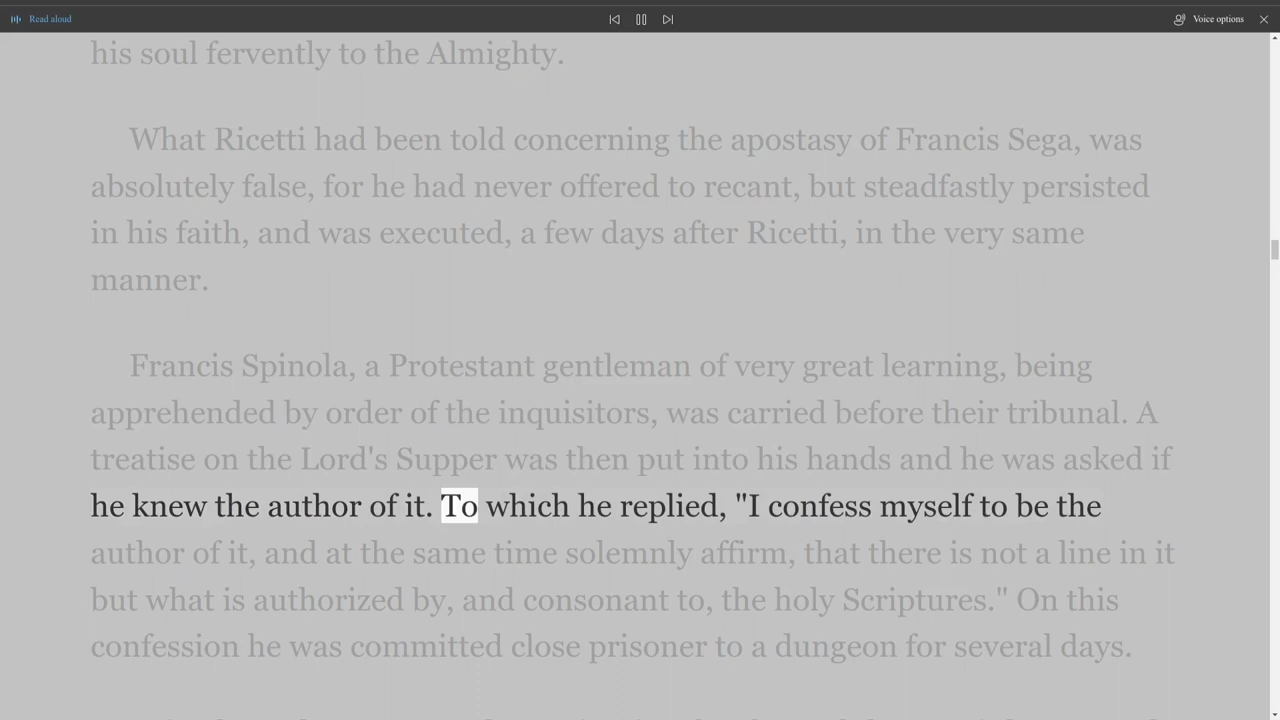 Read aloud
Voice options
his soul fervently to the Almighty.
What Ricetti had been told concerning the apostasy of Francis Sega, was
absolutely false, for he had never offered to recant, but steadfastly persisted
in his faith, and was executed, a few days after Ricetti, in the very same
manner.
Francis Spinola, a Protestant gentleman of very great learning, being
apprehended by order of the inquisitors, was carried before their tribunal. A
treatise on the Lord's Supper was then put into his hands and he was asked if
he knew the author of it. To which he replied, "I confess myself to be the
author of it, and at the same time solemnly affirm, that there is not a line in it
but what is authorized by, and consonant to, the holy Scriptures." On this
confession he was committed close prisoner to a dungeon for several days.